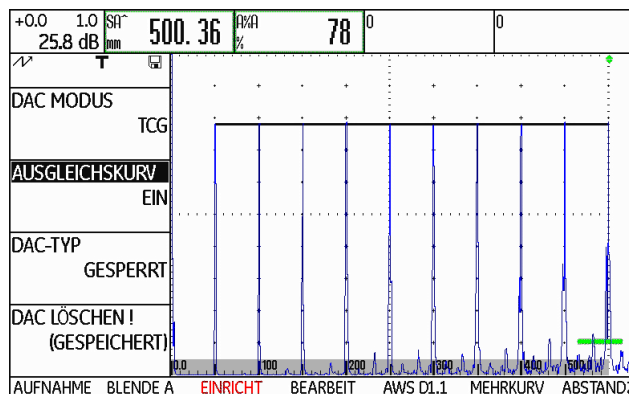 +0.0 1.0 SA^ A%A 0 0
25.8 dB mm 500.36 % 78
T
DAC MODUS
TCG
AUSGLEICHSKURV
EIN
DAC-TYP
GESPERRT
DAC LÖSCHEN !
(GESPEICHERT)
0.0 100 200 300 400 500.0
AUFNAHME BLENDE A EINRICHT BEARBEIT AWS D1.1 MEHRKURV ABSTANDZ